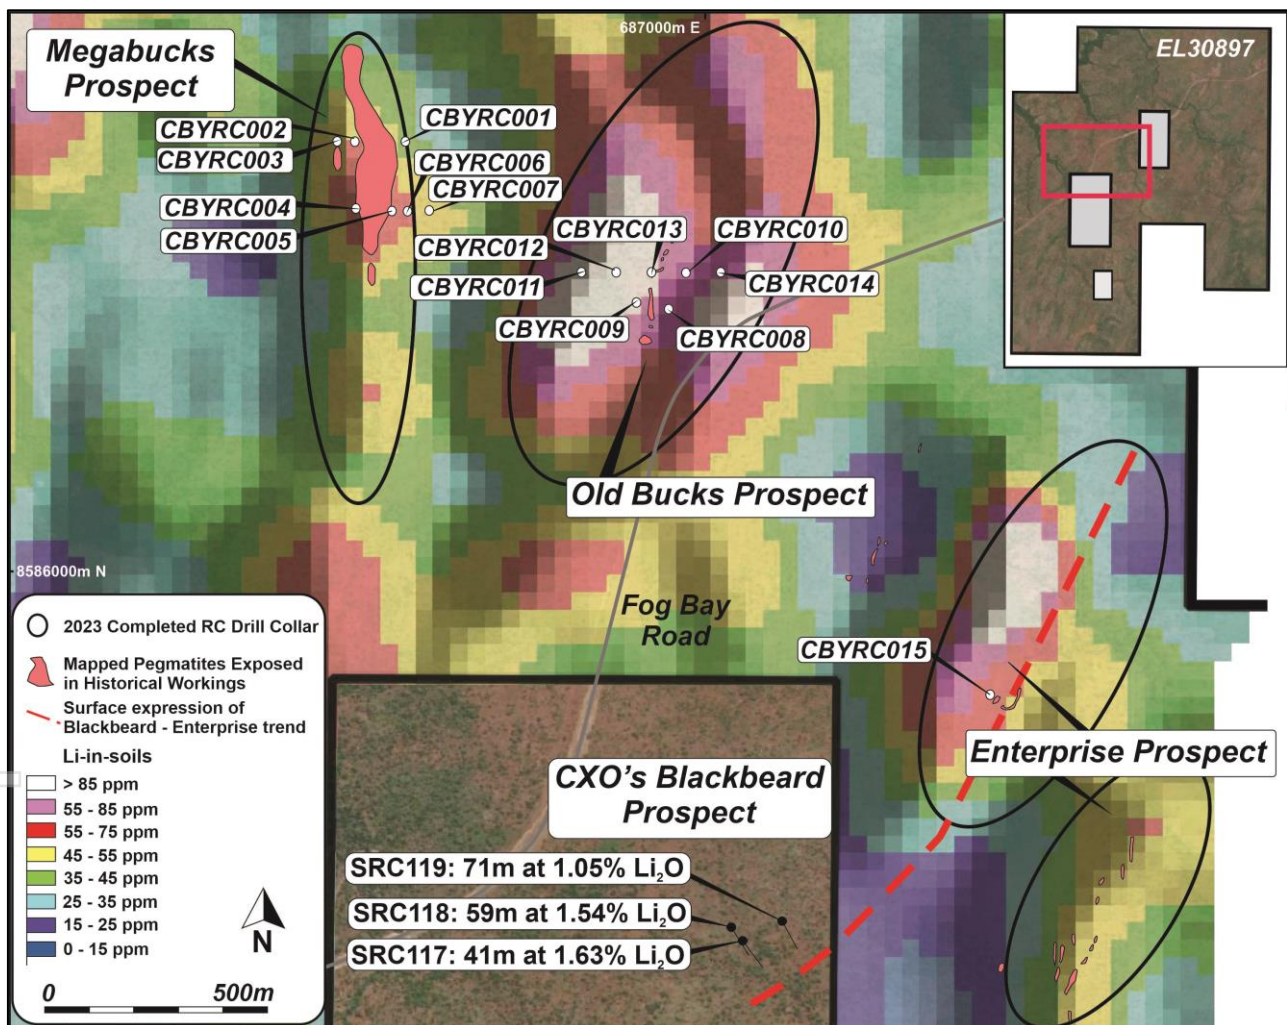 687000m E
EL30897
Megabucks
Prospect
CBYRC002
CBYRC001
CBYRC003
CBYRC006
CBYRC007
CBYRC004
CBYRC005
CBYRC013
CBYRC012
CBYRC010
CBYRC011
CBYRC014
CBYRC009
CBYRC008
Old Bucks Prospect
8586000m N
Fog Bay
Road
CBYRC015
Enterprise Prospect
CXO's Blackbeard
Prospect
SRC119: 71m at 1.05% Li₂O
SRC118: 59m at 1.54% Li₂O
SRC117: 41m at 1.63% Li₂O
2023 Completed RC Drill Collar
Mapped Pegmatites Exposed
in Historical Workings
Surface expression of
Blackbeard - Enterprise trend
Li-in-soils
> 85 ppm
55 - 85 ppm
55 - 75 ppm
45 - 55 ppm
35 - 45 ppm
25 - 35 ppm
15 - 25 ppm
0 - 15 ppm
N
0 500m